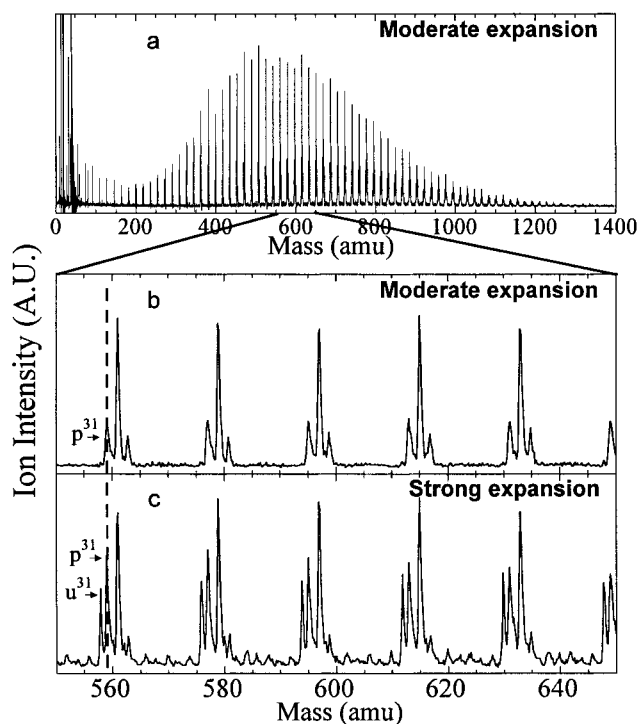 a
Moderate expansion
0 200 400 600 800 1000 1200 1400
Mass (amu)
Ion Intensity (A.U.)
b
Moderate expansion
p31
c
Strong expansion
p31
u31
560 580 600 620 640
Mass (amu)